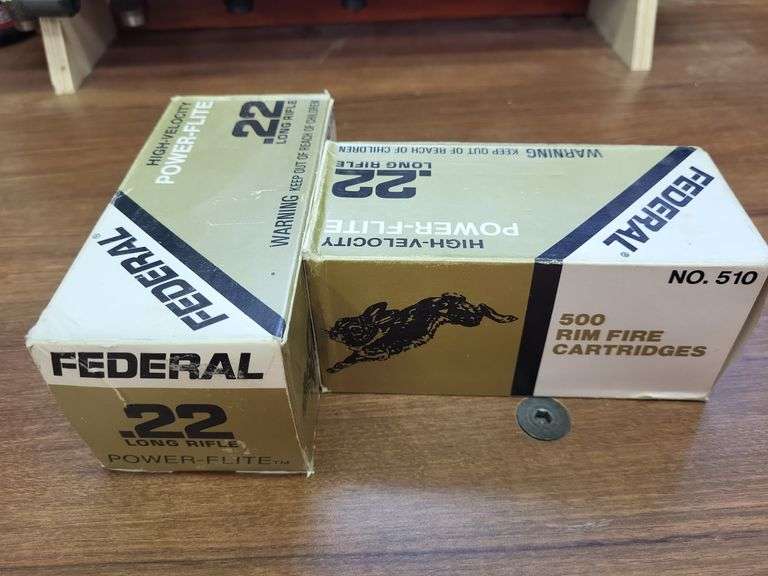 HIGH-VELOCITY
POWER-FLITE
.22
LONG RIFLE
WARNING KEEP OUT OF REACH OF CHILDREN
FEDERAL®
FEDERAL
.22
LONG RIFLE
POWER-FLITE™
WARNING KEEP OUT OF REACH OF CHILDREN
.22
LONG RIFLE
HIGH-VELOCITY
POWER-FLITE
FEDERAL®
NO. 510
500
RIM FIRE
CARTRIDGES